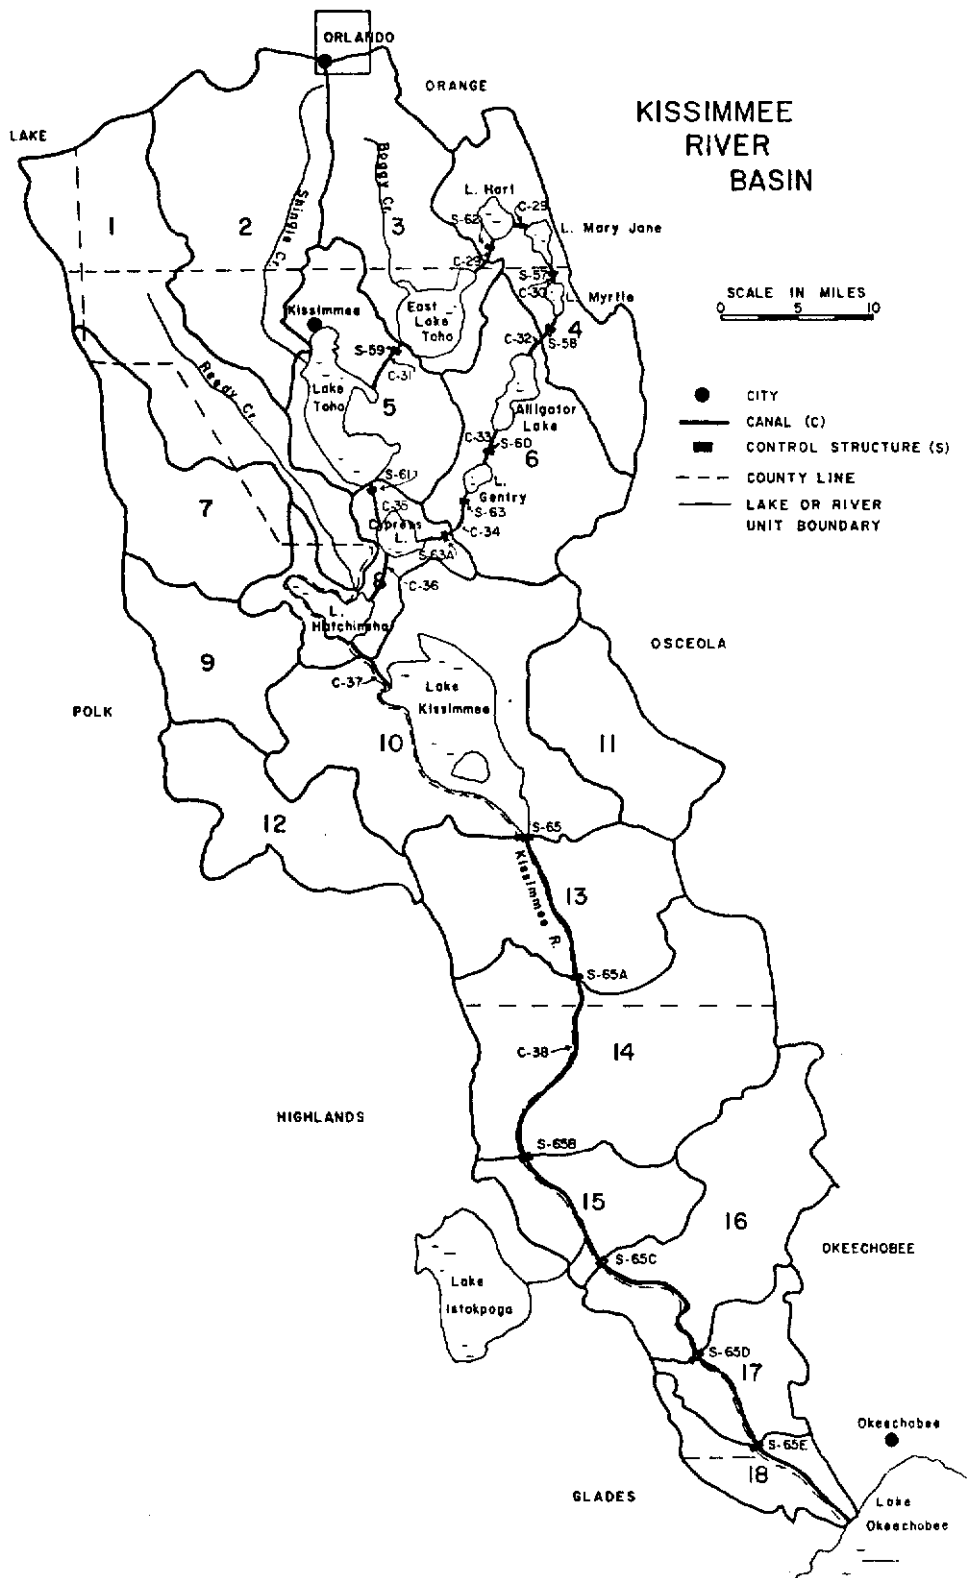 ORLANDO
ORANGE
KISSIMMEE
RIVER
BASIN
LAKE
Boggy Cr.
Shingle Cr.
L. Hart
C-29
S-62
L. Mary Jane
1
2
3
C-29
S-57
C-30
L. Myrtle
SCALE IN MILES
0 5 10
East
Lake
Toho
Kissimmee
4
C-32
S-58
S-59
C-31
Reedy Cr.
Lake
Toho
5
Alligator
Lake
CITY
CANAL (C)
CONTROL STRUCTURE (S)
COUNTY LINE
LAKE OR RIVER
UNIT BOUNDARY
C-33
S-60
6
S-61
L.
Gentry
7
C-35
S-63
Cypress
L.
C-34
S-63A
8
C-36
L.
Hatchineha
OSCEOLA
9
C-37
Lake
Kissimmee
POLK
10
11
12
S-65
Kissimmee R.
13
S-65A
C-38
14
HIGHLANDS
S-65B
15
16
OKEECHOBEE
S-65C
Lake
Istokpoga
S-65D
17
Okeechobee
S-65E
18
GLADES
Lake
Okeechobee